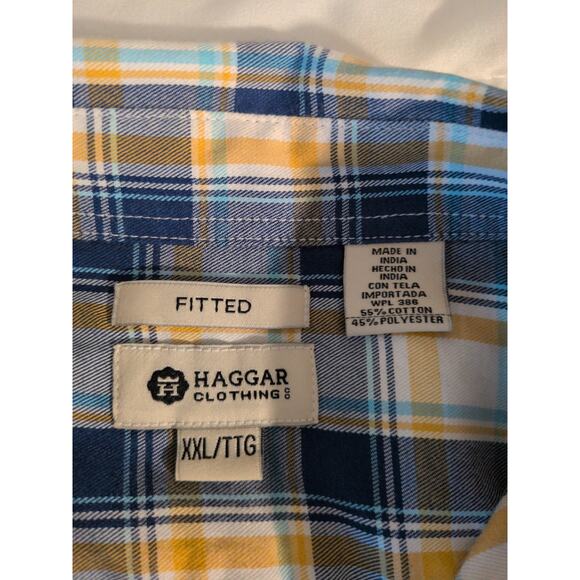 MADE IN
INDIA
HECHO IN
INDIA
CON TELA
IMPORTADA
WPL 386
55% COTTON
45% POLYESTER
FITTED
H
HAGGAR
CLOTHING CO
XXL/TTG